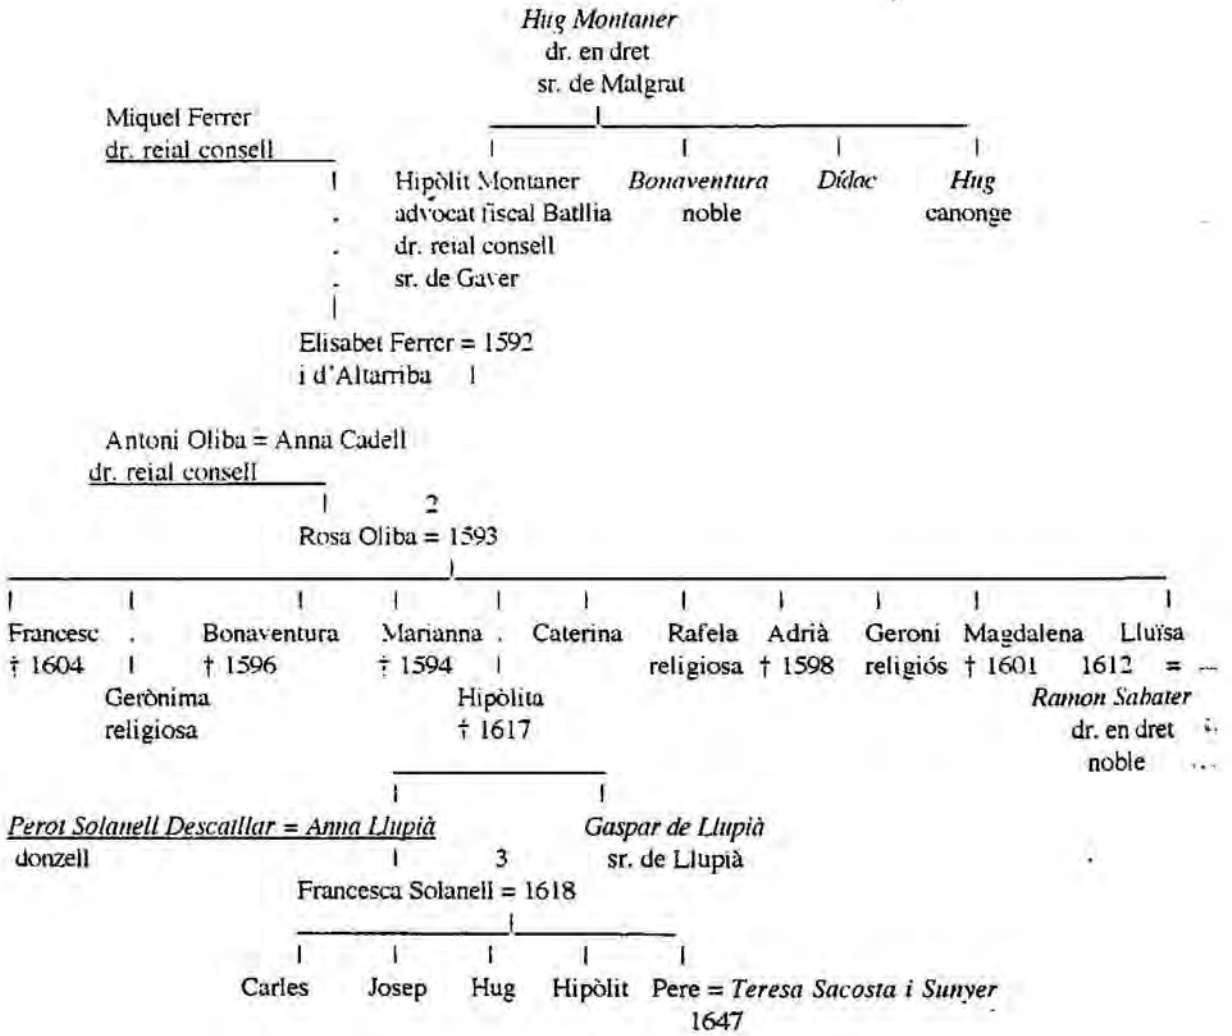 Hug Montaner
dr. en dret
sr. de Malgrat
Miquel Ferrer
dr. reial consell
Hipòlit Montaner Bonaventura Dídac Hug
advocat fiscal Batllia noble canonge
dr. reial consell
sr. de Gaver
Elisabet Ferrer = 1592
i d'Altarriba 1
Antoni Oliba = Anna Cadell
dr. reial consell
2
Rosa Oliba = 1593
Francesc Bonaventura Marianna Caterina Rafela Adrià Geroni Magdalena Lluïsa
† 1604 † 1596 † 1594 religiosa † 1598 religiós † 1601 1612 =
Gerònima Hipòlita Ramon Sabater
religiosa † 1617 dr. en dret
noble
Perot Solanell Descatllar = Anna Llupià Gaspar de Llupià
donzell 3 sr. de Llupià
Francesca Solanell = 1618
Carles Josep Hug Hipòlit Pere = Teresa Sacosta i Sunyer
1647